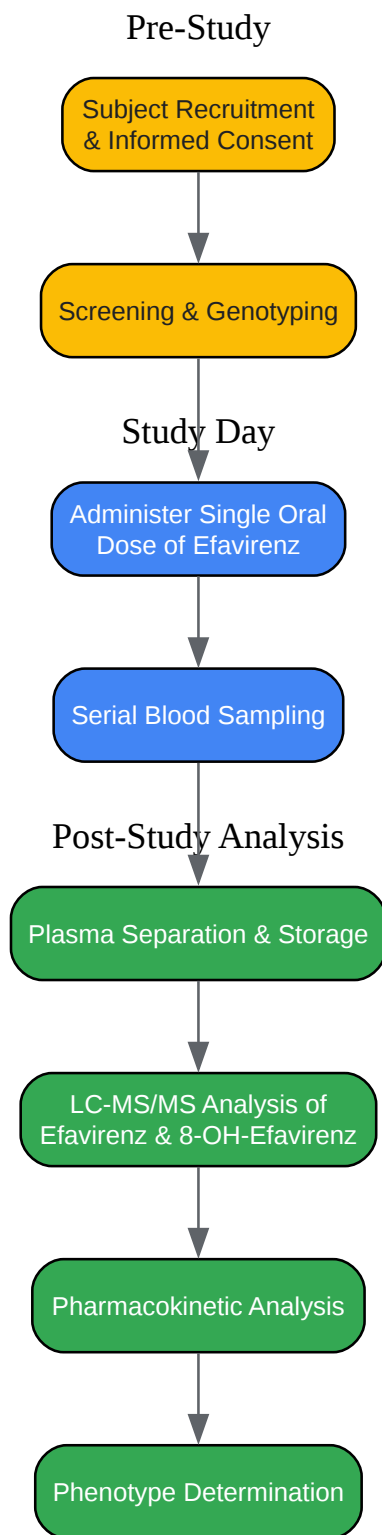 Pre-Study
Subject Recruitment
& Informed Consent
Screening & Genotyping
Study Day
Administer Single Oral
Dose of Efavirenz
Serial Blood Sampling
Post-Study Analysis
Plasma Separation & Storage
LC-MS/MS Analysis of
Efavirenz & 8-OH-Efavirenz
Pharmacokinetic Analysis
Phenotype Determination